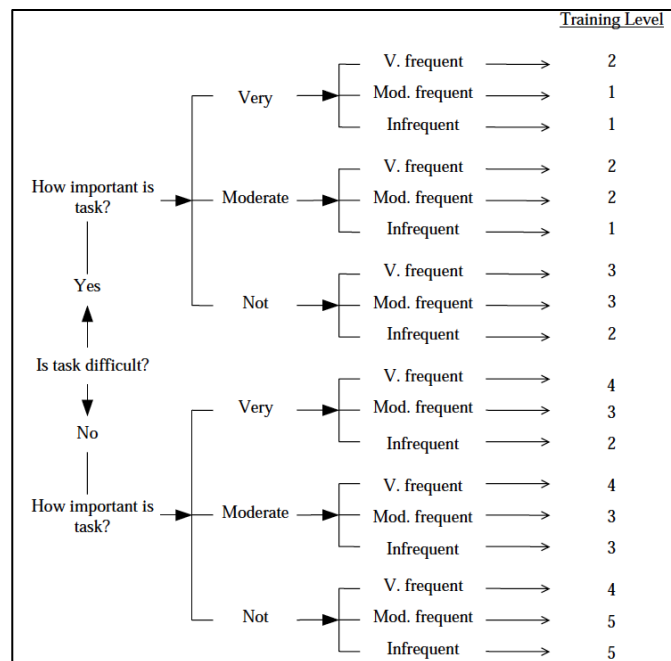 Training Level
V. frequent 2
Very Mod. frequent 1
Infrequent 1
V. frequent 2
How important is
task?
Moderate Mod. frequent 2
Infrequent 1
V. frequent 3
Yes
Not Mod. frequent 3
Infrequent 2
Is task difficult?
V. frequent 4
Very Mod. frequent 3
No
Infrequent 2
V. frequent 4
How important is
task?
Moderate Mod. frequent 3
Infrequent 3
V. frequent 4
Not Mod. frequent 5
Infrequent 5